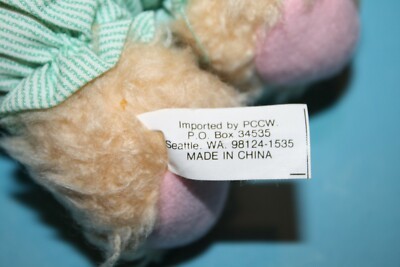 Imported by PCCW.
P.O. Box 34535
Seattle, WA. 98124-1535
MADE IN CHINA